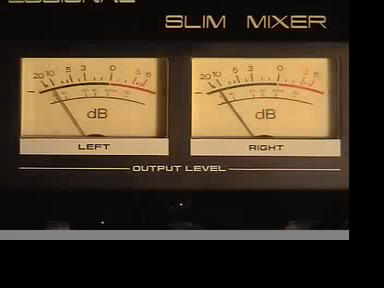 SLIM MIXER
20 10 5 3 0 3 6
20 10 5 3 0 3 6
dB
dB
LEFT
RIGHT
OUTPUT LEVEL